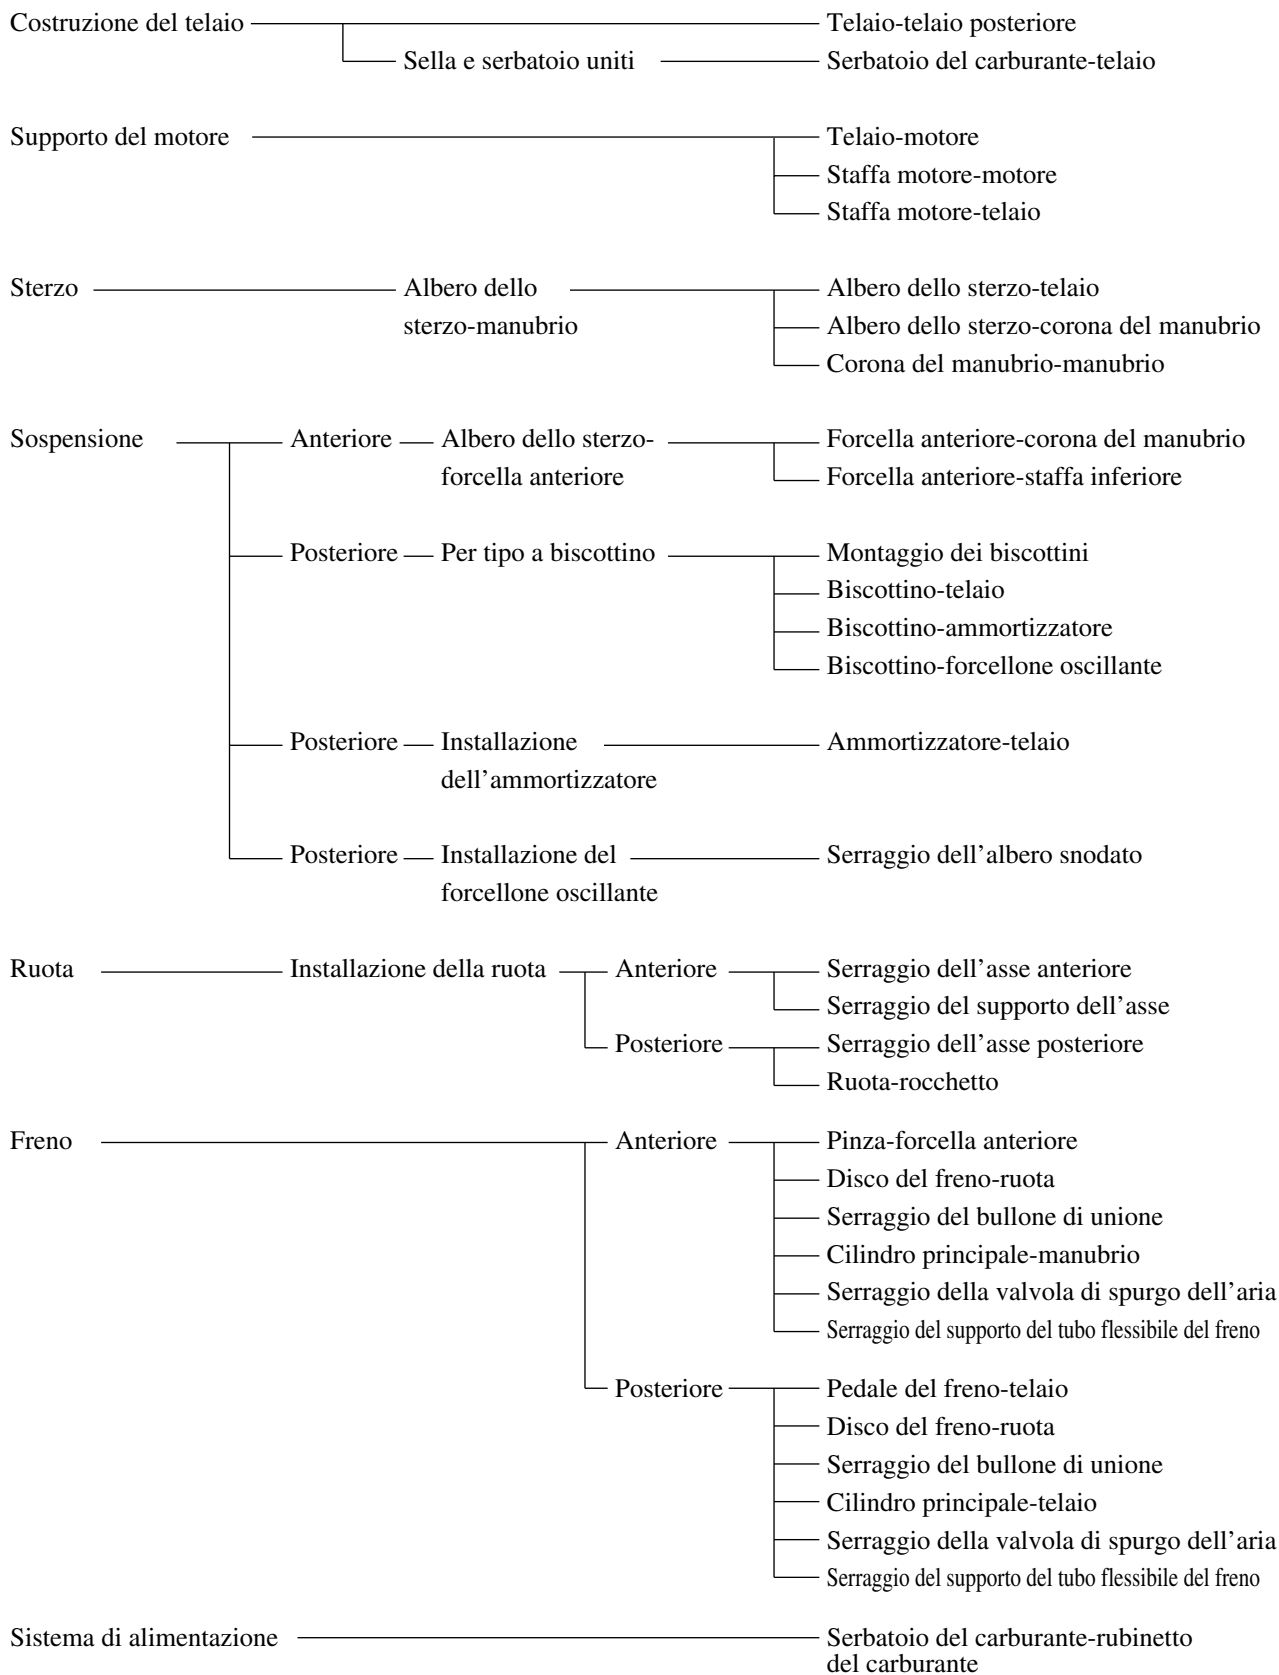 Costruzione del telaio Telaio-telaio posteriore
Sella e serbatoio uniti Serbatoio del carburante-telaio
Supporto del motore Telaio-motore
Staffa motore-motore
Staffa motore-telaio
Sterzo Albero dello Albero dello sterzo-telaio
sterzo-manubrio Albero dello sterzo-corona del manubrio
Corona del manubrio-manubrio
Sospensione Anteriore Albero dello sterzo- Forcella anteriore-corona del manubrio
forcella anteriore Forcella anteriore-staffa inferiore
Posteriore Per tipo a biscottino Montaggio dei biscottini
Biscottino-telaio
Biscottino-ammortizzatore
Biscottino-forcellone oscillante
Posteriore Installazione Ammortizzatore-telaio
dell’ammortizzatore
Posteriore Installazione del Serraggio dell’albero snodato
forcellone oscillante
Ruota Installazione della ruota Anteriore Serraggio dell’asse anteriore
Serraggio del supporto dell’asse
Posteriore Serraggio dell’asse posteriore
Ruota-rocchetto
Freno Anteriore Pinza-forcella anteriore
Disco del freno-ruota
Serraggio del bullone di unione
Cilindro principale-manubrio
Serraggio della valvola di spurgo dell’aria
Serraggio del supporto del tubo flessibile del freno
Posteriore Pedale del freno-telaio
Disco del freno-ruota
Serraggio del bullone di unione
Cilindro principale-telaio
Serraggio della valvola di spurgo dell’aria
Serraggio del supporto del tubo flessibile del freno
Sistema di alimentazione Serbatoio del carburante-rubinetto
del carburante